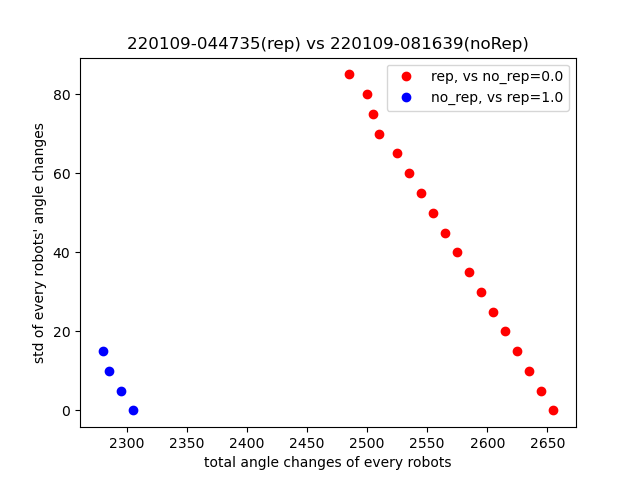 220109-044735(rep) vs 220109-081639(noRep)
rep, vs no_rep=0.0
no_rep, vs rep=1.0
std of every robots' angle changes
80
60
40
20
0
2300 2350 2400 2450 2500 2550 2600 2650
total angle changes of every robots